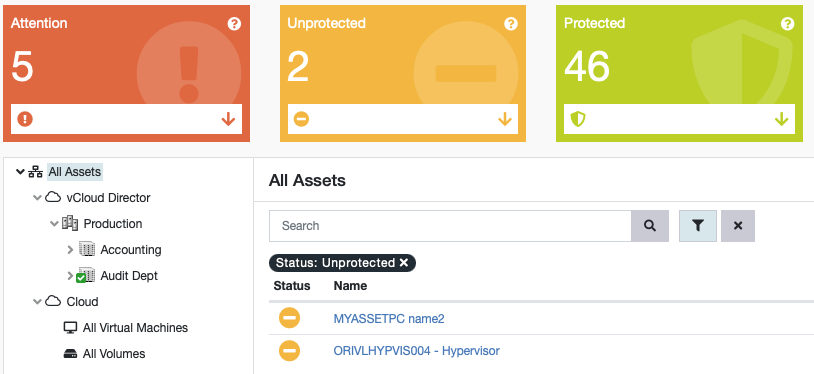 Attention
5
Unprotected
2
Protected
46
All Assets
vCloud Director
Production
Accounting
Audit Dept
Cloud
All Virtual Machines
All Volumes
All Assets
Search
Status: Unprotected
Status Name
MYASSETPC name2
ORIVLHYPVIS004 - Hypervisor